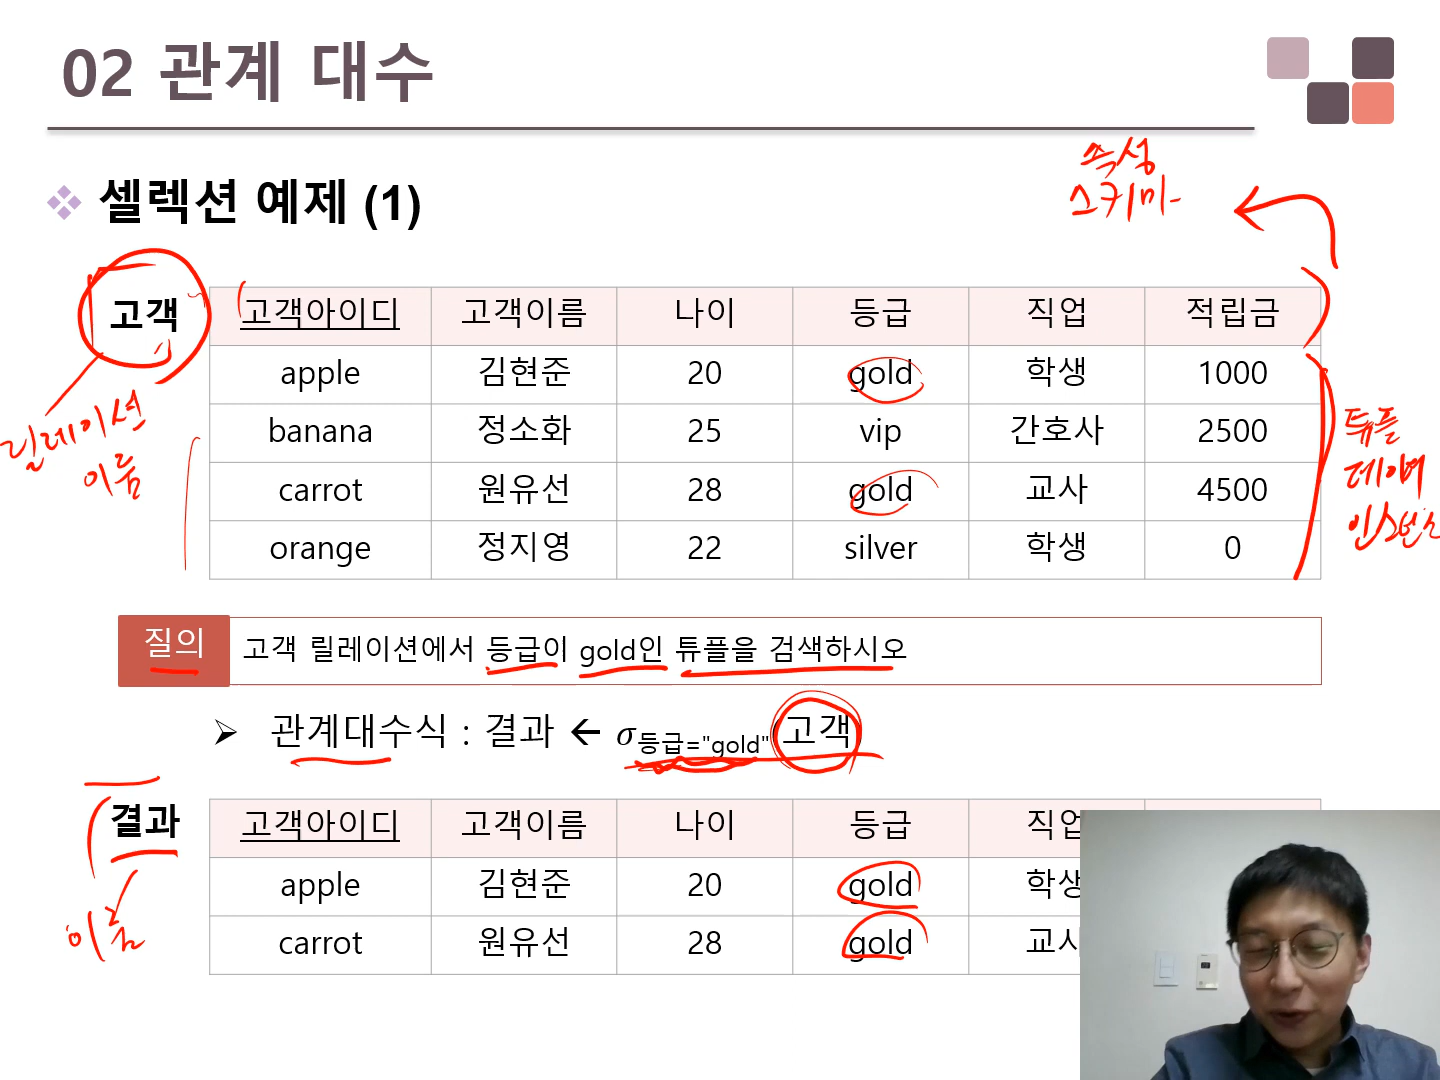 02 관계 대수
속성
스키마
❖ 셀렉션 예제 (1)
고객
고객아이디 고객이름 나이 등급 직업 적립금
apple 김현준 20 gold 학생 1000
banana 정소화 25 vip 간호사 2500
carrot 원유선 28 gold 교사 4500
orange 정지영 22 silver 학생 0
릴레이션
이름
튜플
데이터
인스턴스
질의 고객 릴레이션에서 등급이 gold인 튜플을 검색하시오
➢ 관계대수식 : 결과 ← σ등급="gold"(고객)
결과
고객아이디 고객이름 나이 등급 직업
apple 김현준 20 gold 학생
carrot 원유선 28 gold 교사
이름